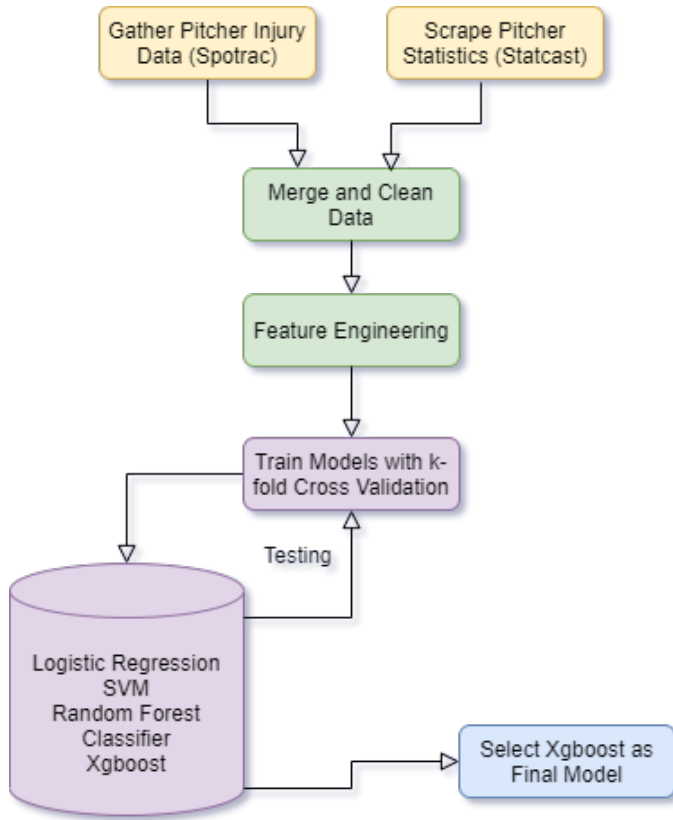 Gather Pitcher Injury
Data (Spotrac)
Scrape Pitcher
Statistics (Statcast)
Merge and Clean
Data
Feature Engineering
Train Models with k-
fold Cross Validation
Testing
Logistic Regression
SVM
Random Forest
Classifier
Xgboost
Select Xgboost as
Final Model